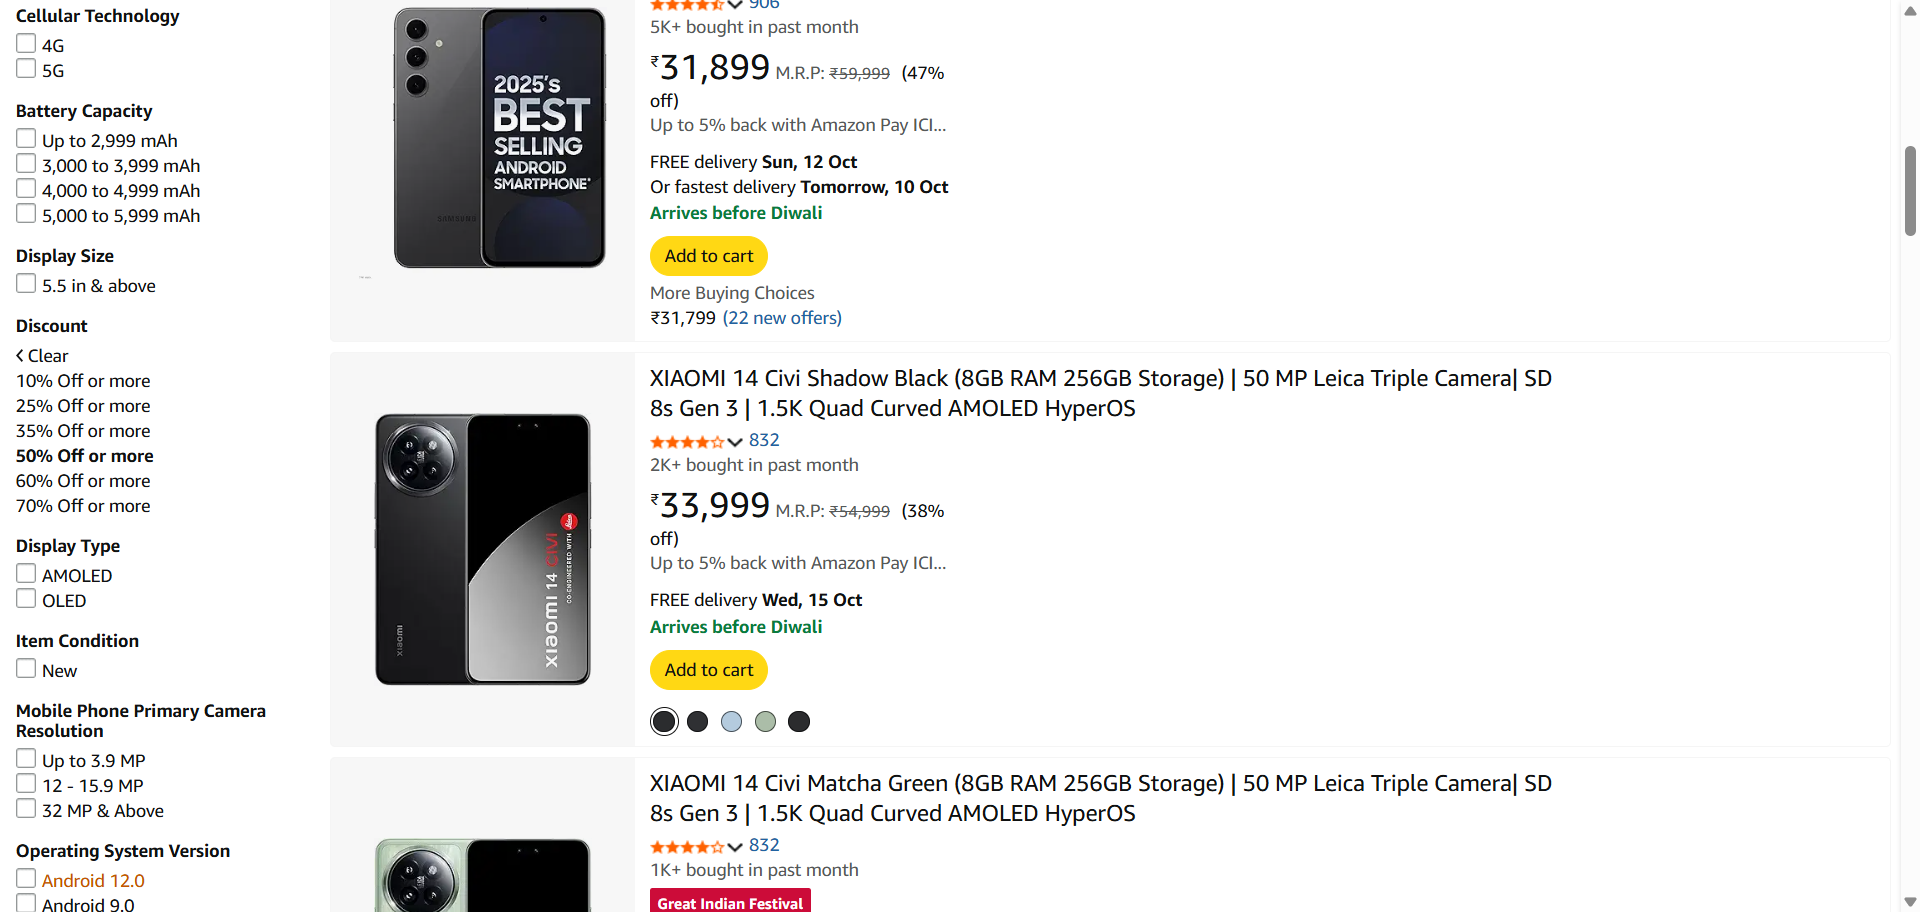 Cellular Technology
4G
5G
Battery Capacity
Up to 2,999 mAh
3,000 to 3,999 mAh
4,000 to 4,999 mAh
5,000 to 5,999 mAh
Display Size
5.5 in & above
Discount
Clear
10% Off or more
25% Off or more
35% Off or more
50% Off or more
60% Off or more
70% Off or more
Display Type
AMOLED
OLED
Item Condition
New
Mobile Phone Primary Camera
Resolution
Up to 3.9 MP
12 - 15.9 MP
32 MP & Above
Operating System Version
Android 12.0
Android 9.0
2025's
BEST
SELLING
ANDROID
SMARTPHONE*
SAMSUNG
906
5K+ bought in past month
₹31,899 M.R.P: ₹59,999 (47%
off)
Up to 5% back with Amazon Pay ICI...
FREE delivery Sun, 12 Oct
Or fastest delivery Tomorrow, 10 Oct
Arrives before Diwali
Add to cart
More Buying Choices
₹31,799 (22 new offers)
xiaomi
XIAOMI 14 CIVI
CO-ENGINEERED WITH
Leica
XIAOMI 14 Civi Shadow Black (8GB RAM 256GB Storage) | 50 MP Leica Triple Camera| SD
8s Gen 3 | 1.5K Quad Curved AMOLED HyperOS
832
2K+ bought in past month
₹33,999 M.R.P: ₹54,999 (38%
off)
Up to 5% back with Amazon Pay ICI...
FREE delivery Wed, 15 Oct
Arrives before Diwali
Add to cart
XIAOMI 14 Civi Matcha Green (8GB RAM 256GB Storage) | 50 MP Leica Triple Camera| SD
8s Gen 3 | 1.5K Quad Curved AMOLED HyperOS
832
1K+ bought in past month
Great Indian Festival